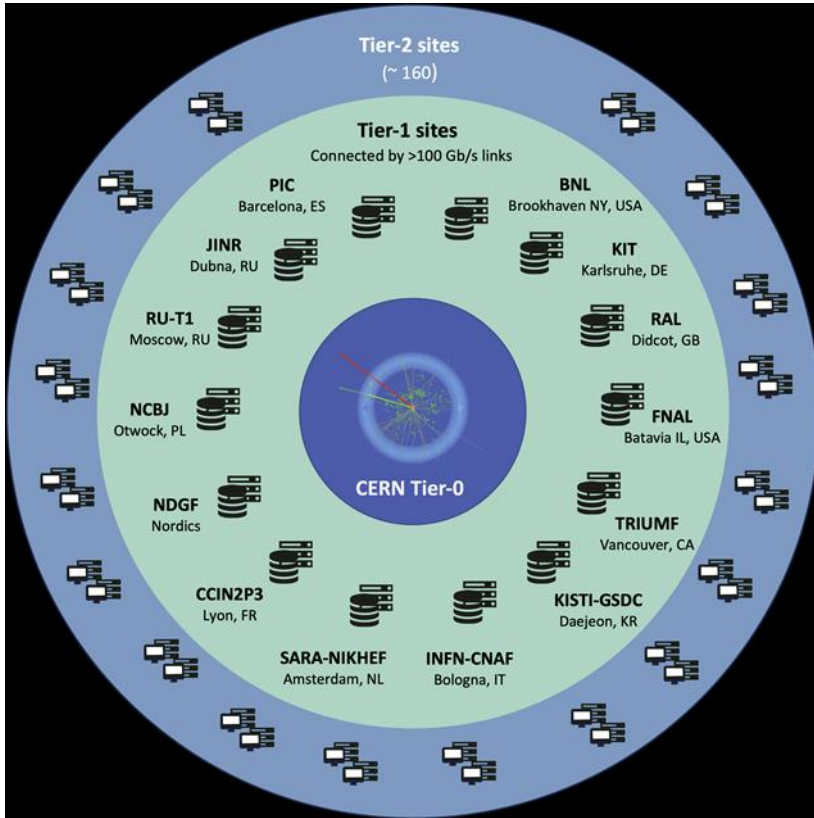 Tier-2 sites
(~ 160)
Tier-1 sites
Connected by >100 Gb/s links
PIC
Barcelona, ES
BNL
Brookhaven NY, USA
JINR
Dubna, RU
KIT
Karlsruhe, DE
RU-T1
Moscow, RU
RAL
Didcot, GB
NCBJ
Otwock, PL
FNAL
Batavia IL, USA
CERN Tier-0
NDGF
Nordics
TRIUMF
Vancouver, CA
CCIN2P3
Lyon, FR
KISTI-GSDC
Daejeon, KR
SARA-NIKHEF
Amsterdam, NL
INFN-CNAF
Bologna, IT